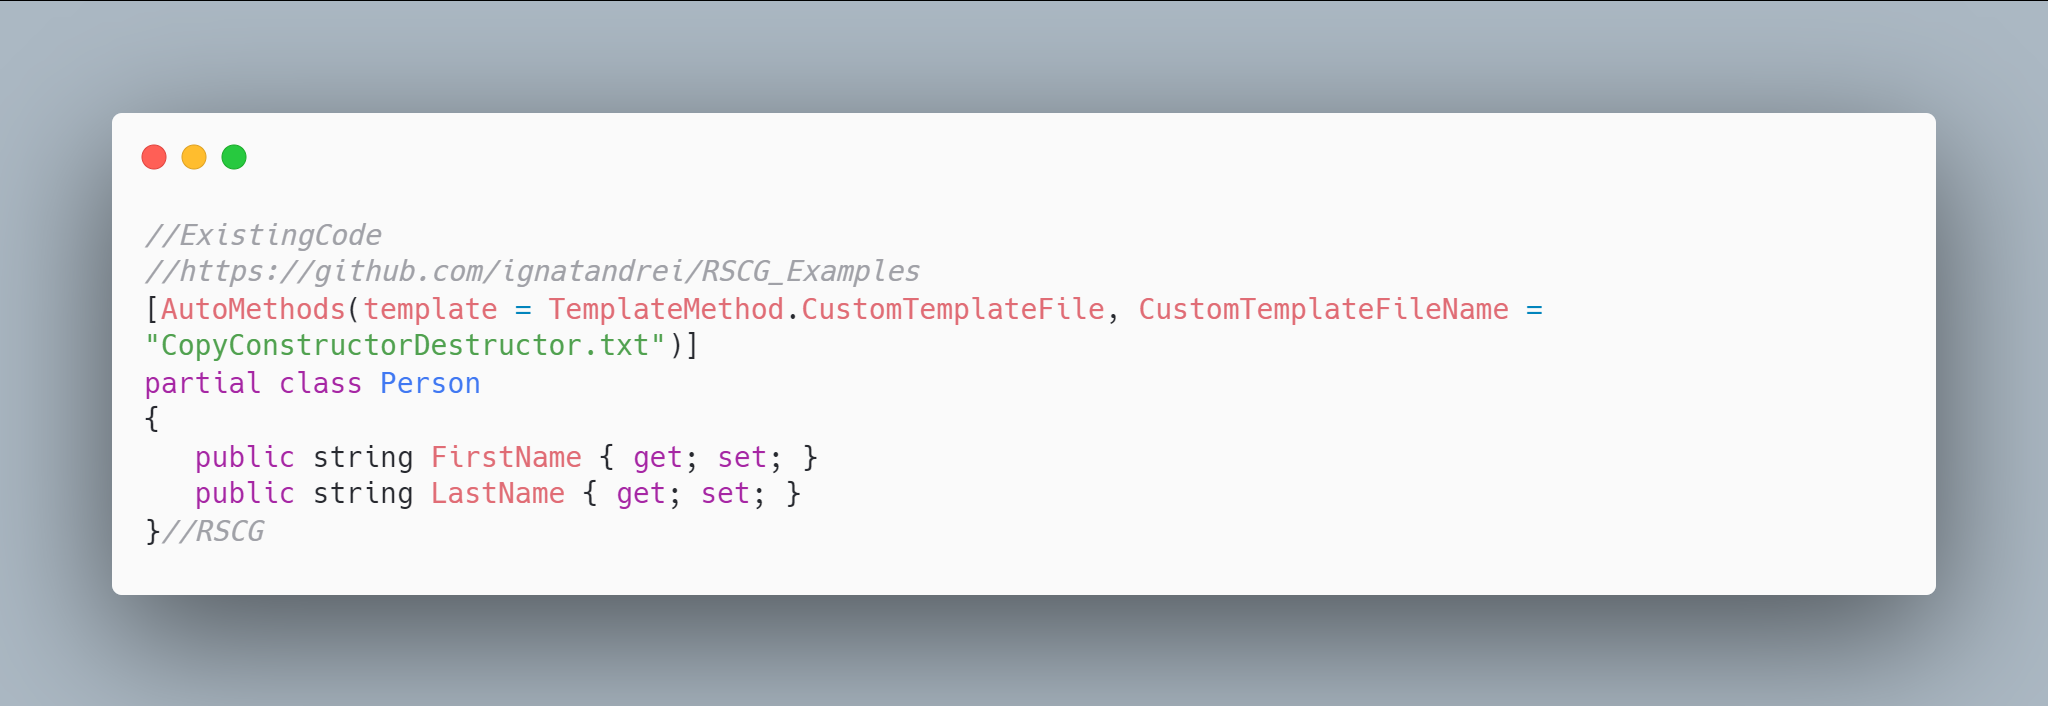 //ExistingCode
//https://github.com/ignatandrei/RSCG_Examples
[AutoMethods(template = TemplateMethod.CustomTemplateFile, CustomTemplateFileName =
"CopyConstructorDestructor.txt")]
partial class Person
{
   public string FirstName { get; set; }
   public string LastName { get; set; }
}//RSCG